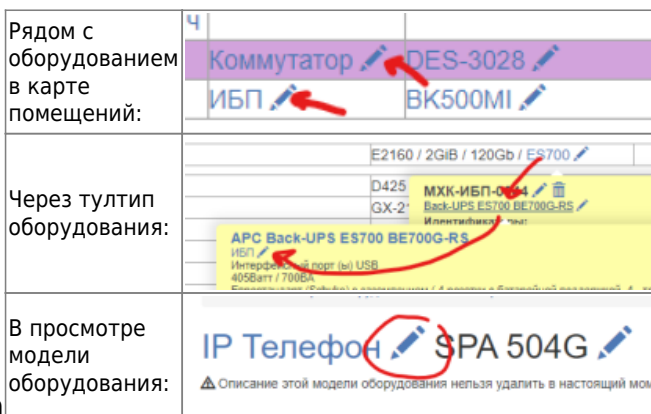 Рядом с
оборудованием
в карте
помещений:
Ч
Коммутатор DES-3028
ИБП BK500MI
Через тултип
оборудования:
E2160 / 2GiB / 120Gb / ES700
D425
МХК-ИБП-0
Back-UPS ES700 BE700G-RS
APC Back-UPS ES700 BE700G-RS
ИБП
Интерфейсный порт (ы) USB
405Ватт / 700ВА
В просмотре
модели
оборудования:
IP Телефон SPA 504G
Описание этой модели оборудования нельзя удалить в настоящий мом